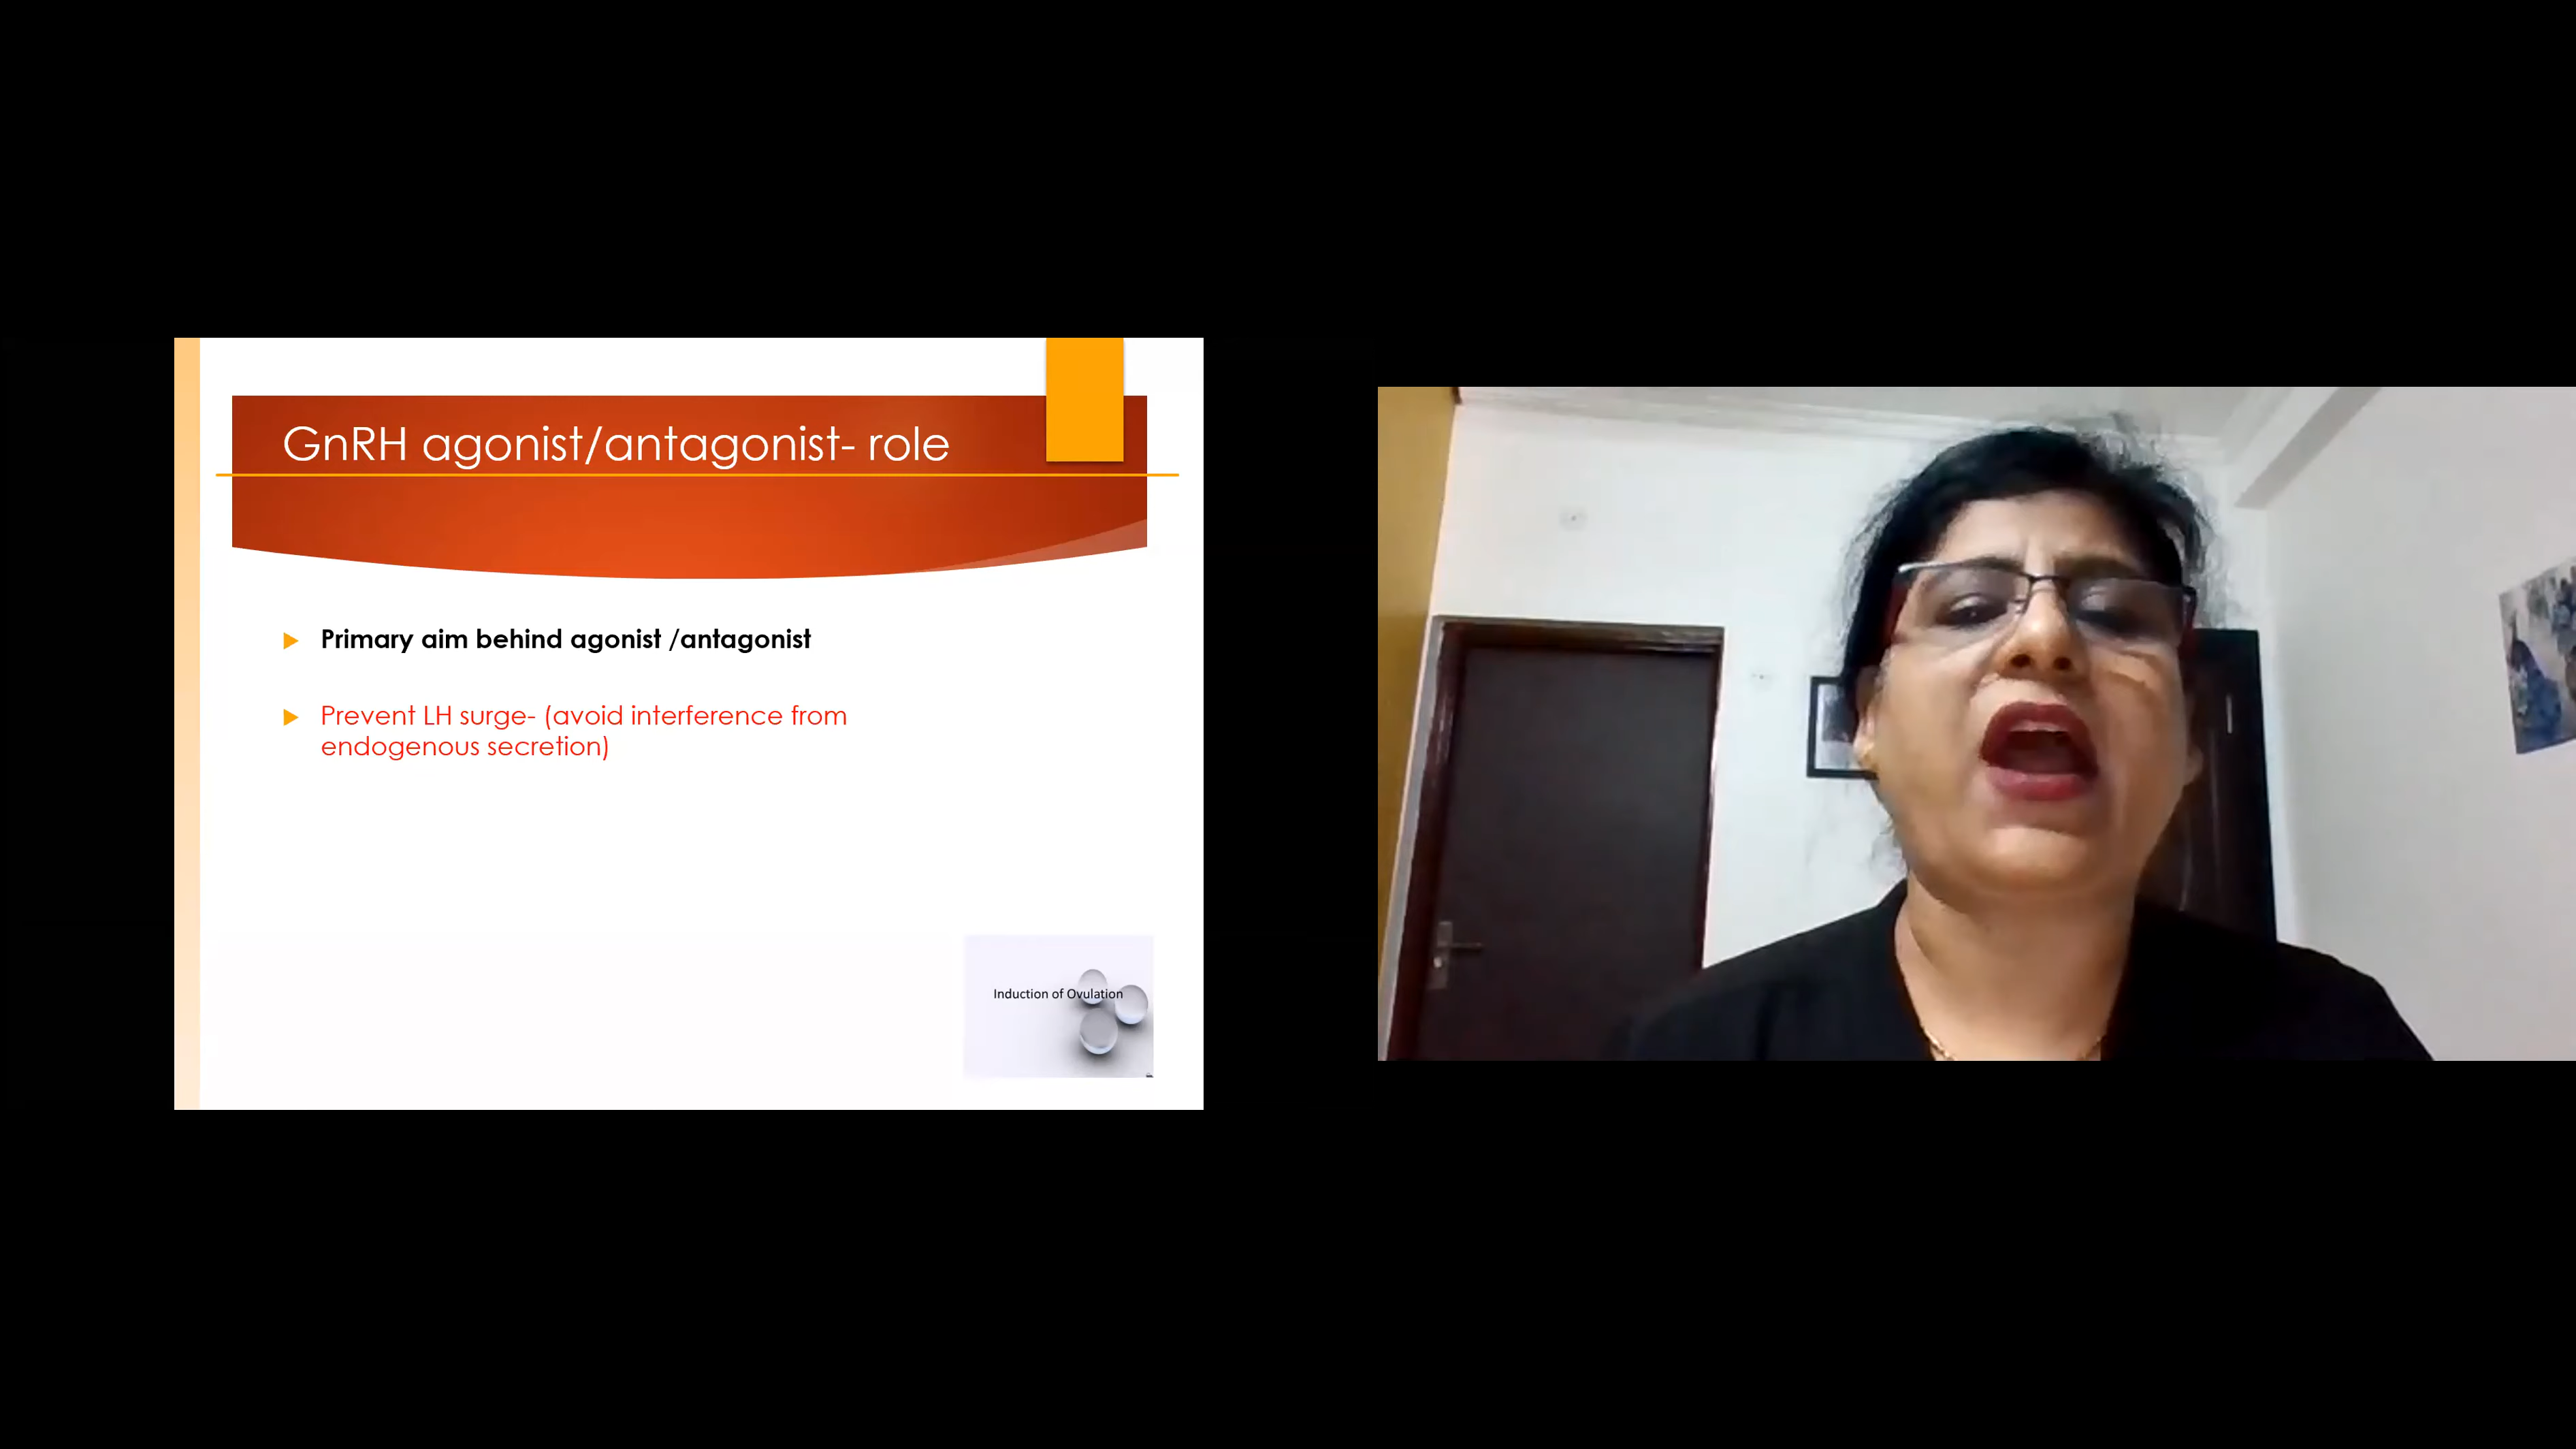 GnRH agonist/antagonist- role
Primary aim behind agonist /antagonist
Prevent LH surge- (avoid interference from
endogenous secretion)
Induction of Ovulation